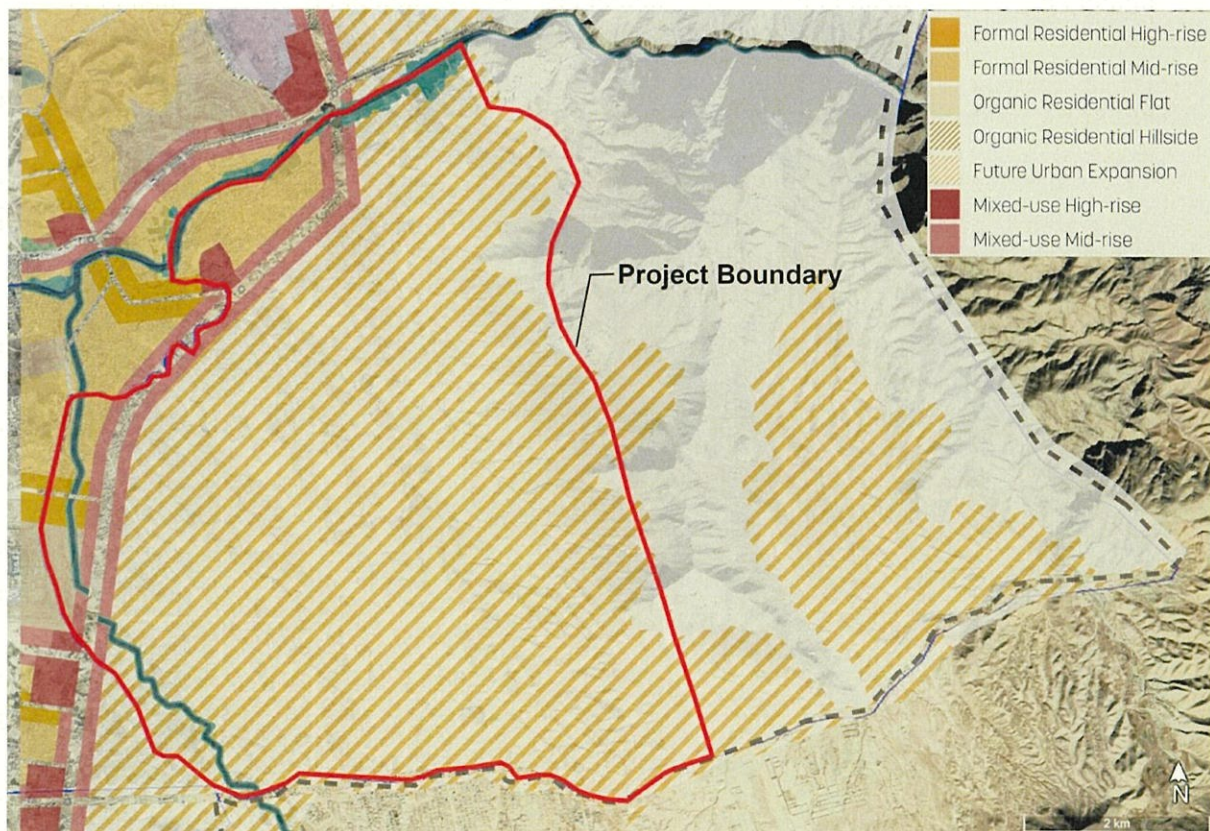 Formal Residential High-rise
Formal Residential Mid-rise
Organic Residential Flat
Organic Residential Hillside
Future Urban Expansion
Mixed-use High-rise
Mixed-use Mid-rise
Project Boundary
N
2 km